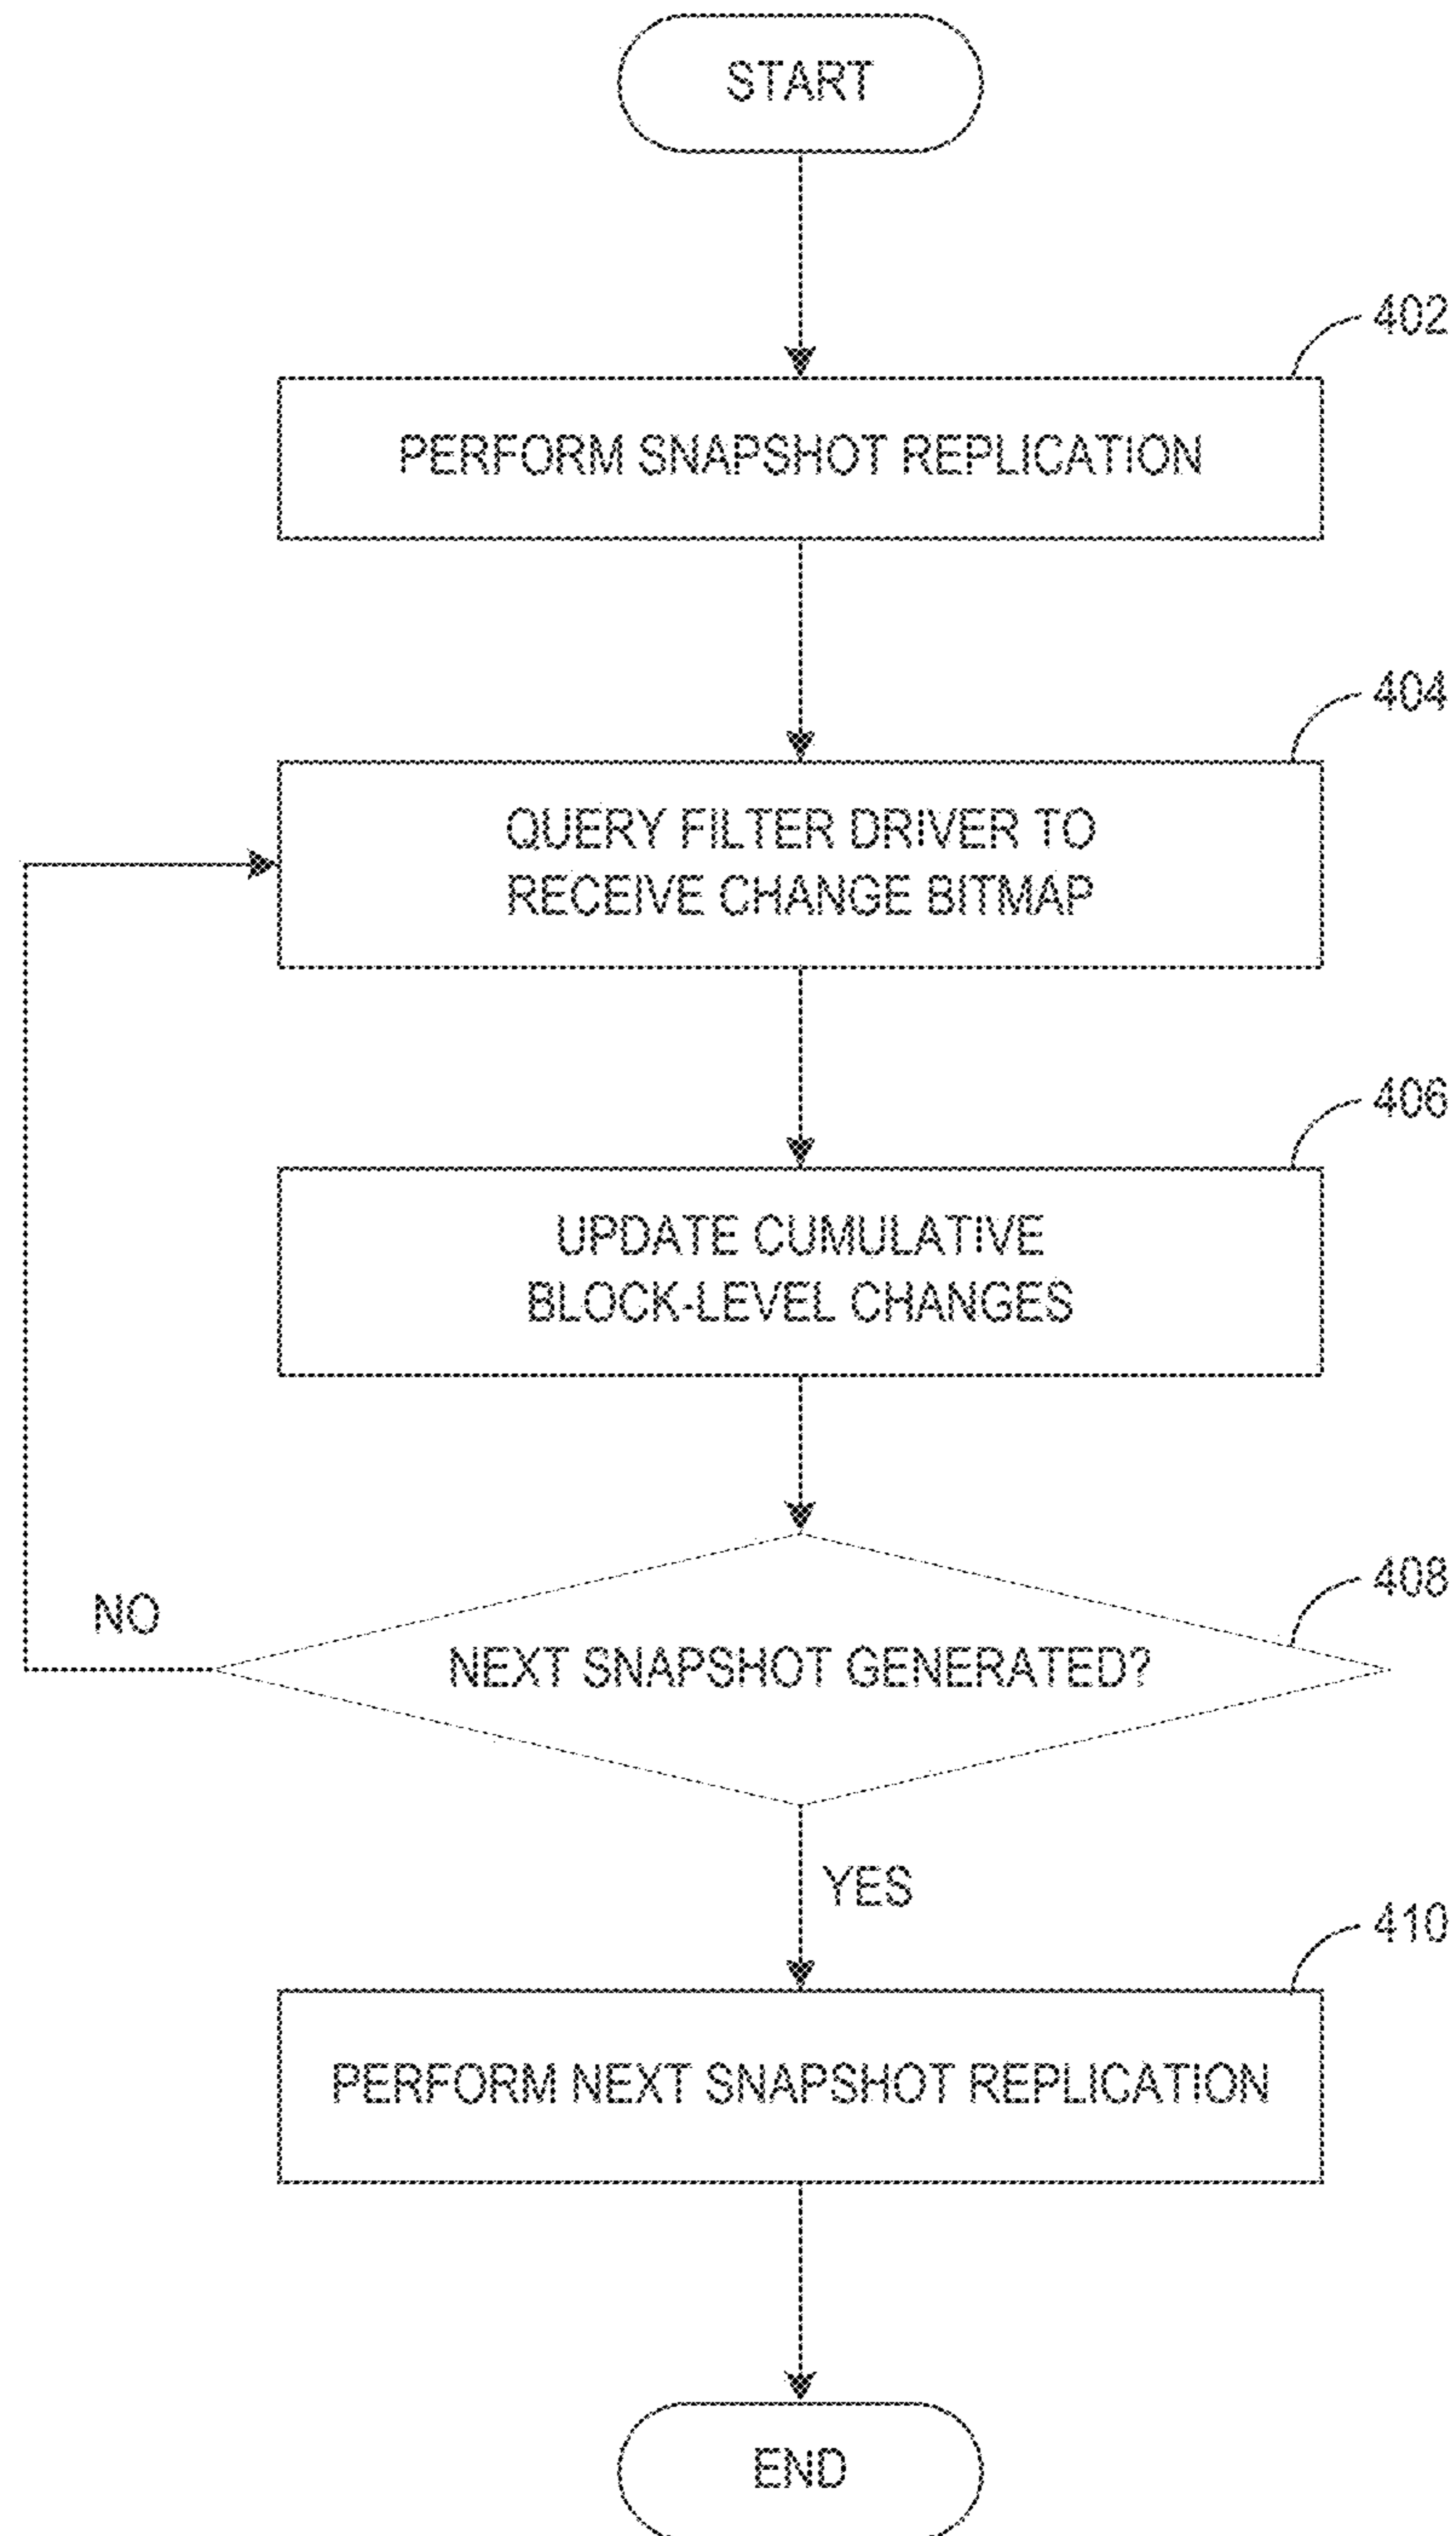 START
402
PERFORM SNAPSHOT REPLICATION
404
QUERY FILTER DRIVER TO
RECEIVE CHANGE BITMAP
406
UPDATE CUMULATIVE
BLOCK-LEVEL CHANGES
408
NO
NEXT SNAPSHOT GENERATED?
YES
410
PERFORM NEXT SNAPSHOT REPLICATION
END